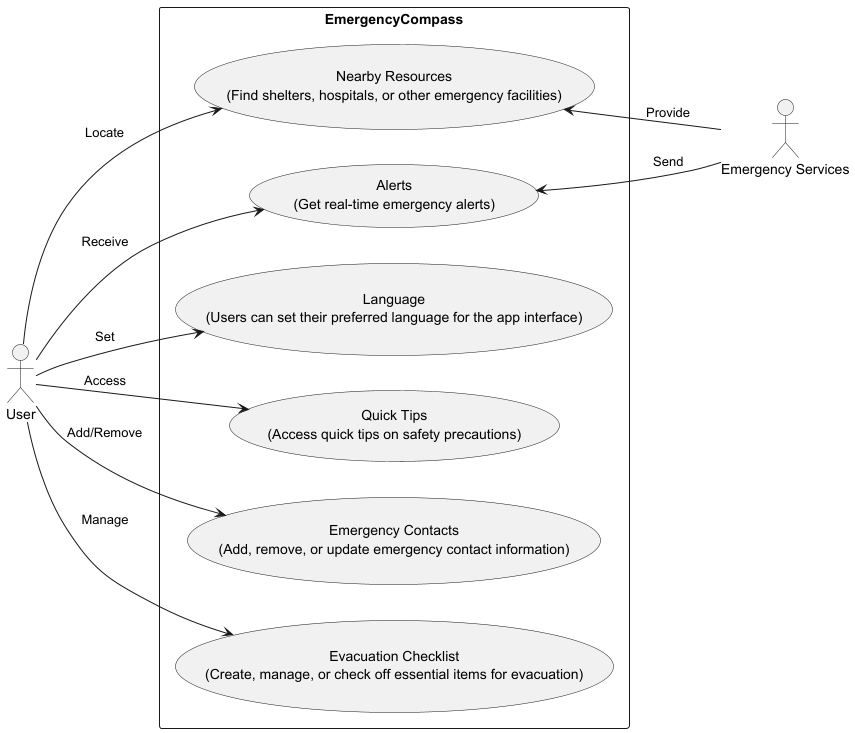 EmergencyCompass
Nearby Resources
(Find shelters, hospitals, or other emergency facilities)
Provide
Locate
Emergency Services
Send
Alerts
(Get real-time emergency alerts)
Receive
Language
(Users can set their preferred language for the app interface)
Set
Access
User
Quick Tips
(Access quick tips on safety precautions)
Add/Remove
Emergency Contacts
(Add, remove, or update emergency contact information)
Manage
Evacuation Checklist
(Create, manage, or check off essential items for evacuation)